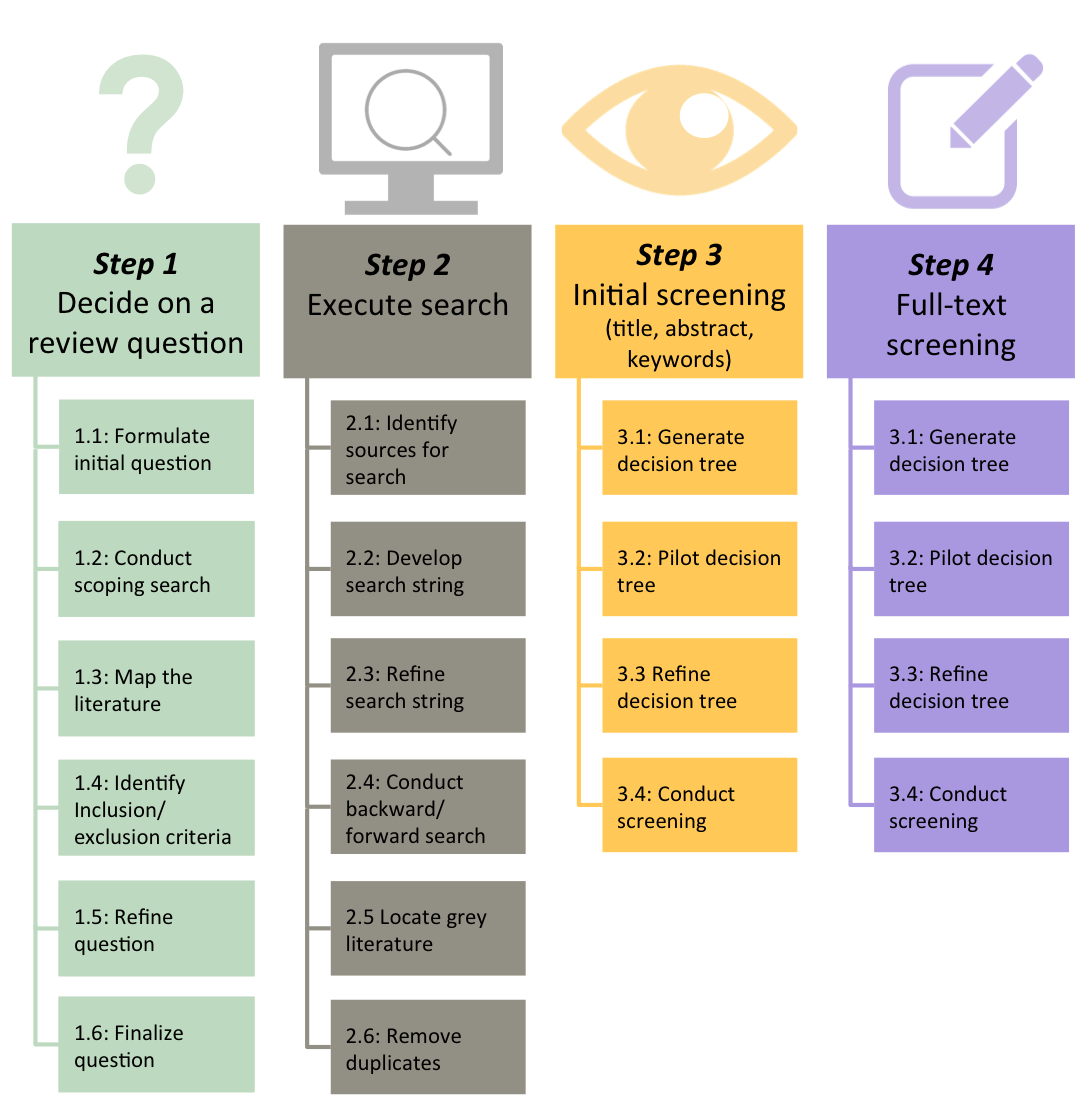 Step 1
Decide on a
review question
1.1: Formulate
initial question
1.2: Conduct
scoping search
1.3: Map the
literature
1.4: Identify
Inclusion/
exclusion criteria
1.5: Refine
question
1.6: Finalize
question
Step 2
Execute search
2.1: Identify
sources for
search
2.2: Develop
search string
2.3: Refine
search string
2.4: Conduct
backward/
forward search
2.5 Locate grey
literature
2.6: Remove
duplicates
Step 3
Initial screening
(title, abstract,
keywords)
3.1: Generate
decision tree
3.2: Pilot decision
tree
3.3 Refine
decision tree
3.4: Conduct
screening
Step 4
Full-text
screening
3.1: Generate
decision tree
3.2: Pilot decision
tree
3.3: Refine
decision tree
3.4: Conduct
screening